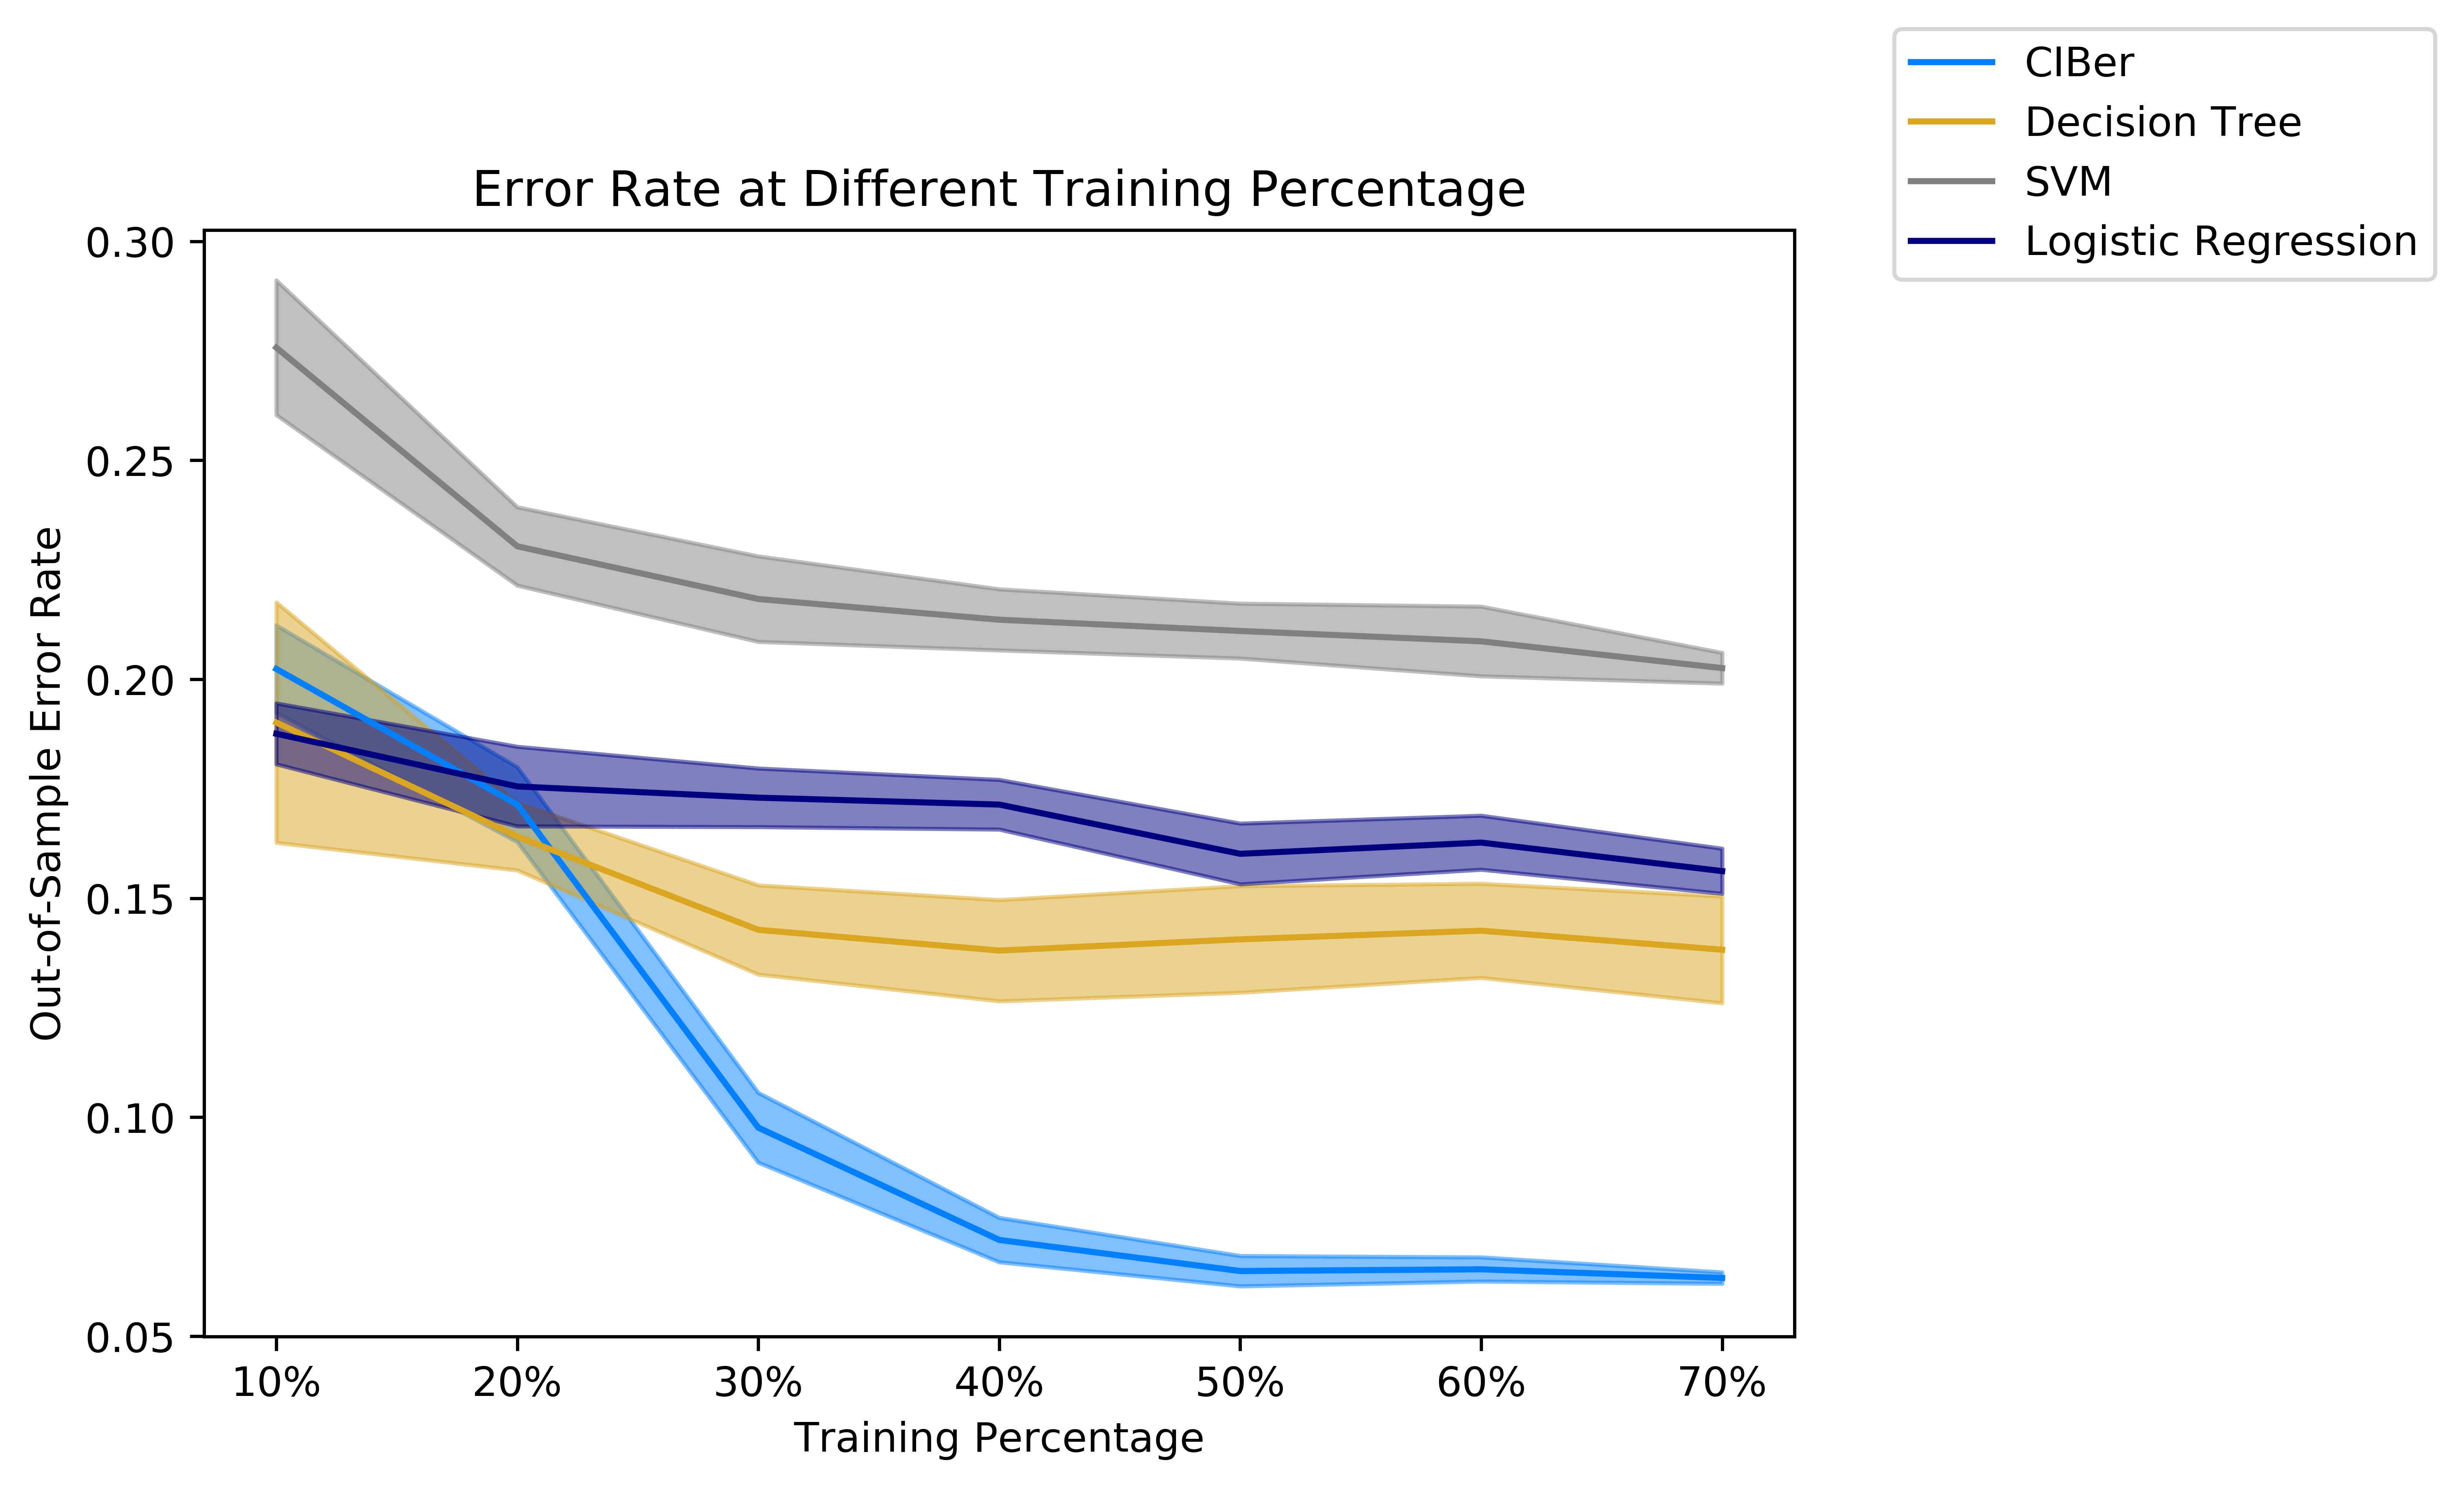 CIBer
Decision Tree
SVM
Logistic Regression
Error Rate at Different Training Percentage
Out-of-Sample Error Rate
0.30
0.25
0.20
0.15
0.10
0.05
10% 20% 30% 40% 50% 60% 70%
Training Percentage